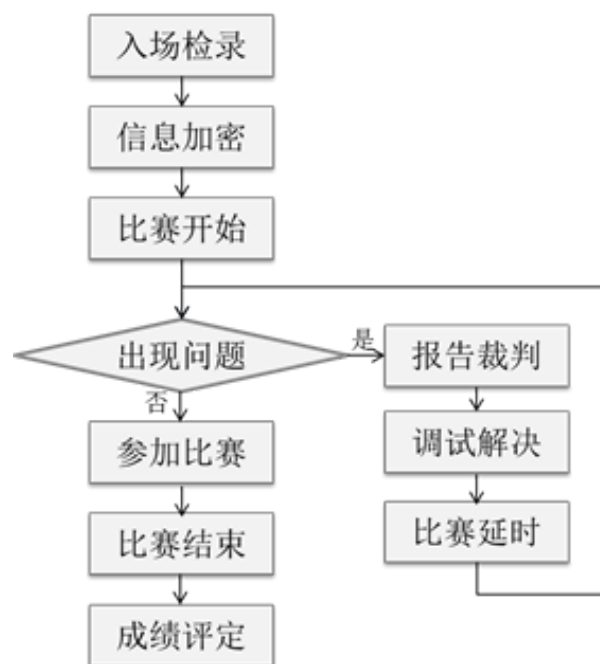 入场检录
信息加密
比赛开始
出现问题
是
报告裁判
否
调试解决
参加比赛
比赛延时
比赛结束
成绩评定